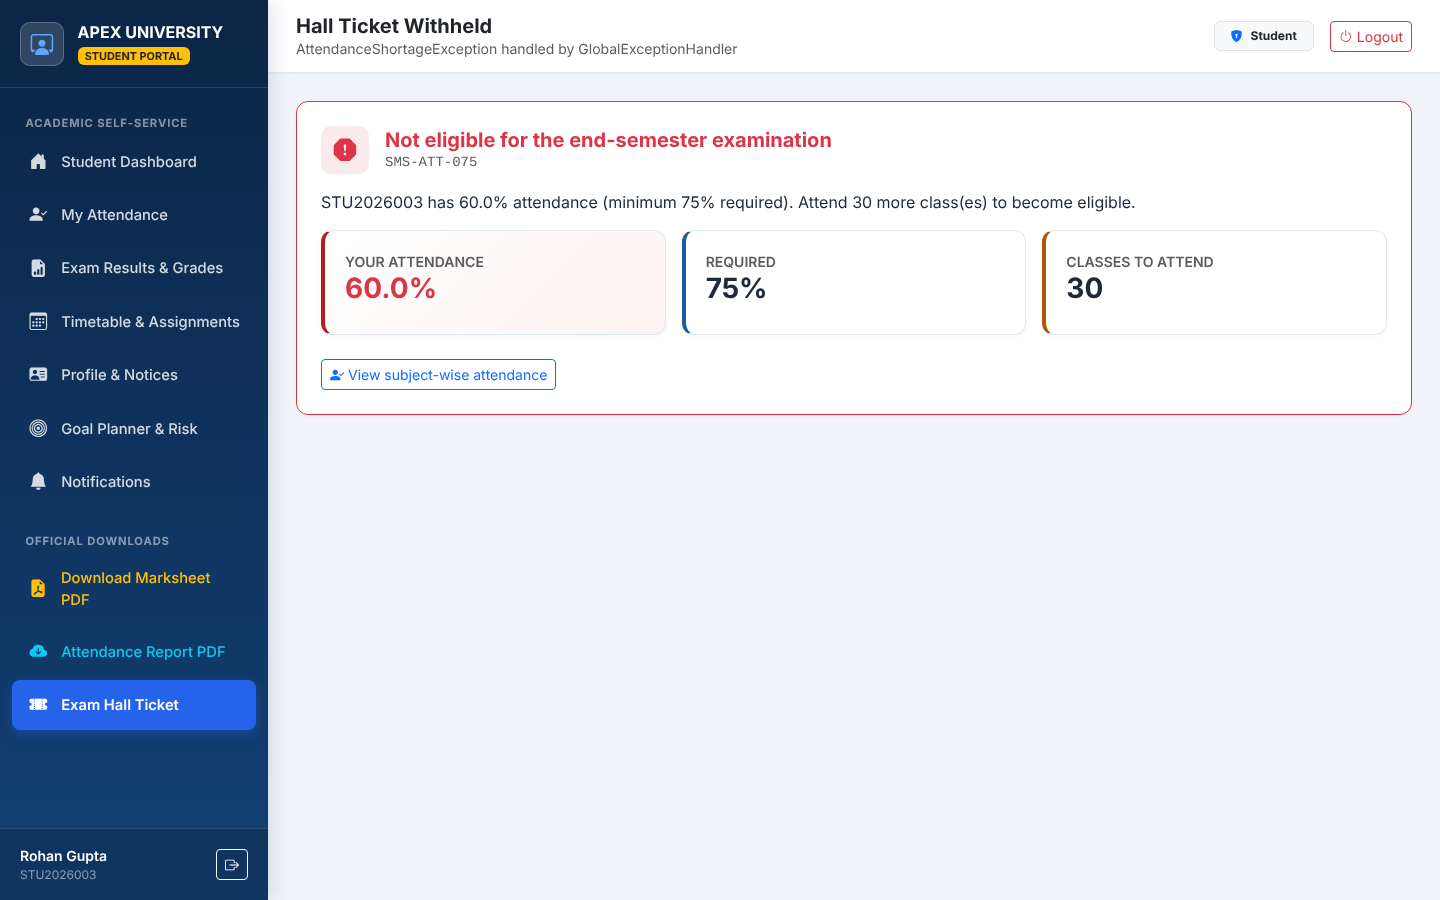 APEX UNIVERSITY
STUDENT PORTAL
ACADEMIC SELF-SERVICE
Student Dashboard
My Attendance
Exam Results & Grades
Timetable & Assignments
Profile & Notices
Goal Planner & Risk
Notifications
OFFICIAL DOWNLOADS
Download Marksheet
PDF
Attendance Report PDF
Exam Hall Ticket
Rohan Gupta
STU2026003
Hall Ticket Withheld
AttendanceShortageException handled by GlobalExceptionHandler
Student
Logout
Not eligible for the end-semester examination
SMS-ATT-075
STU2026003 has 60.0% attendance (minimum 75% required). Attend 30 more class(es) to become eligible.
YOUR ATTENDANCE
60.0%
REQUIRED
75%
CLASSES TO ATTEND
30
View subject-wise attendance